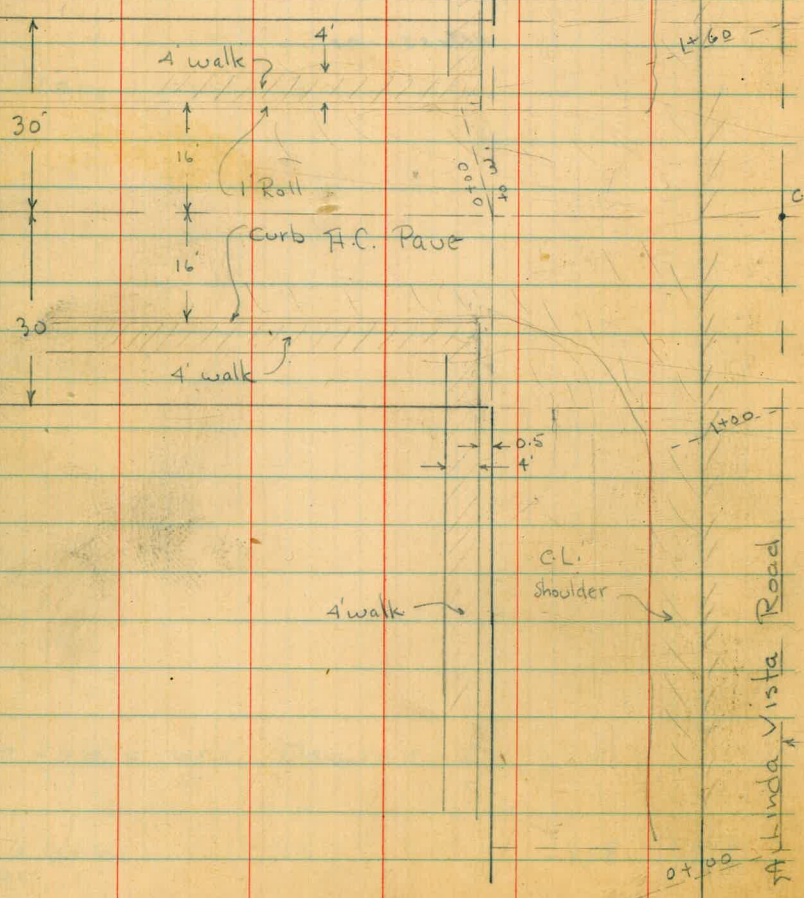 4'
4' walk
1+60
30'
16'
1' Roll
0+00
Curb A.C. Pave
16'
30'
4' walk
1+00
0.5
4'
C.L.
Shoulder
4' walk
Vista Road
0+00